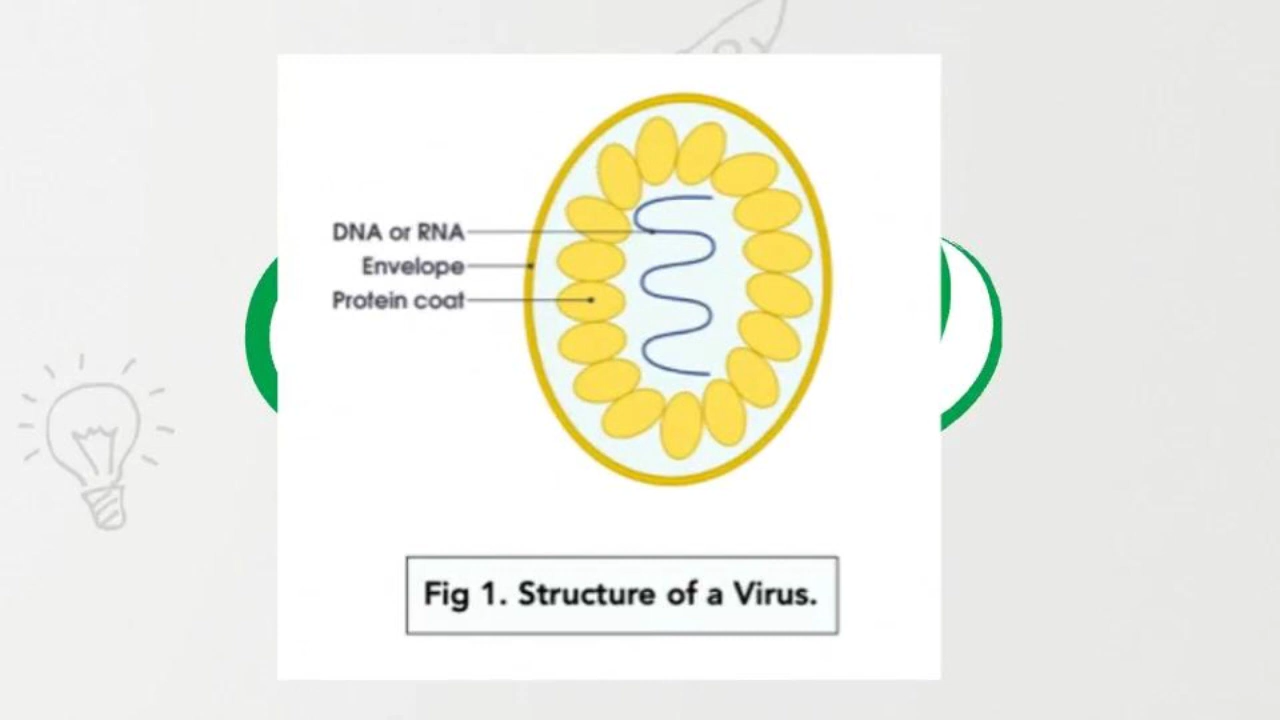 DNA or RNA
Envelope
Protein coat
Fig 1. Structure of a Virus.